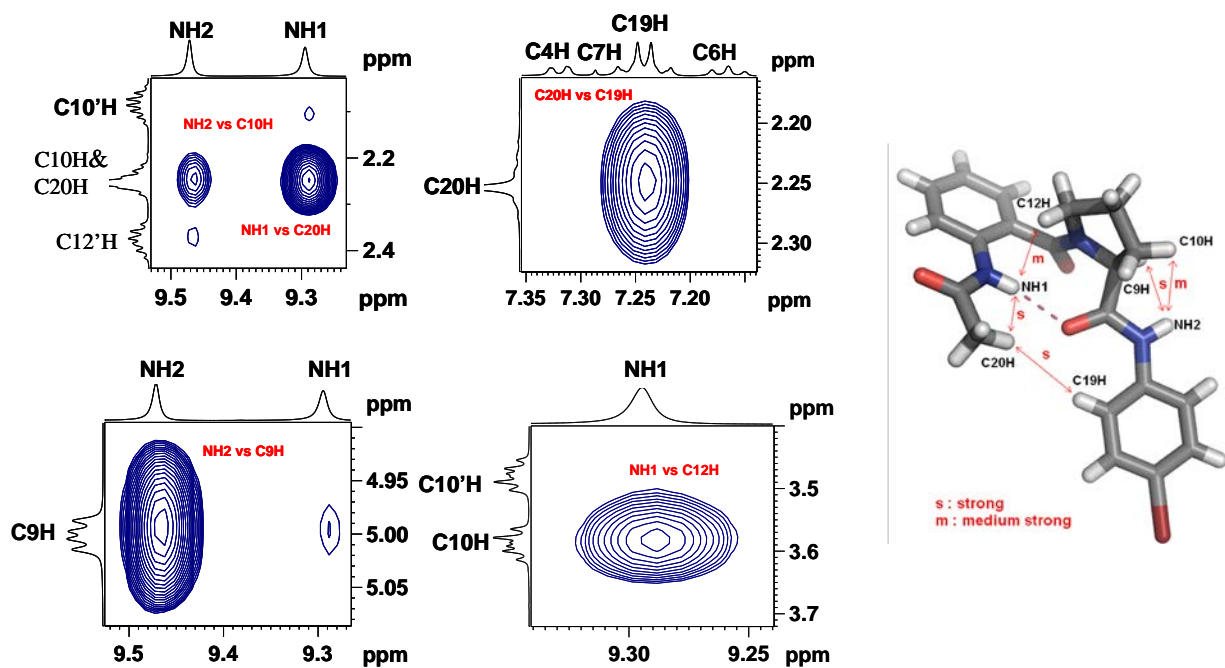 NH2 NH1
ppm
C10'H
NH2 vs C10H
C10H&
C20H
2.2
NH1 vs C20H
C12'H
2.4
9.5 9.4 9.3
ppm
C19H
C4H C7H C6H
ppm
C20H vs C19H
2.20
C20H
2.25
2.30
7.35 7.30 7.25 7.20
ppm
NH2 NH1
ppm
NH2 vs C9H
4.95
C9H
5.00
5.05
9.5 9.4 9.3 ppm
NH1
ppm
NH1 vs C12H
C10'H
3.5
C10H
3.6
3.7
9.30 9.25 ppm
C12H
C10H
m
s m
NH1
C9H
s
NH2
C20H
s
C19H
s : strong
m : medium strong